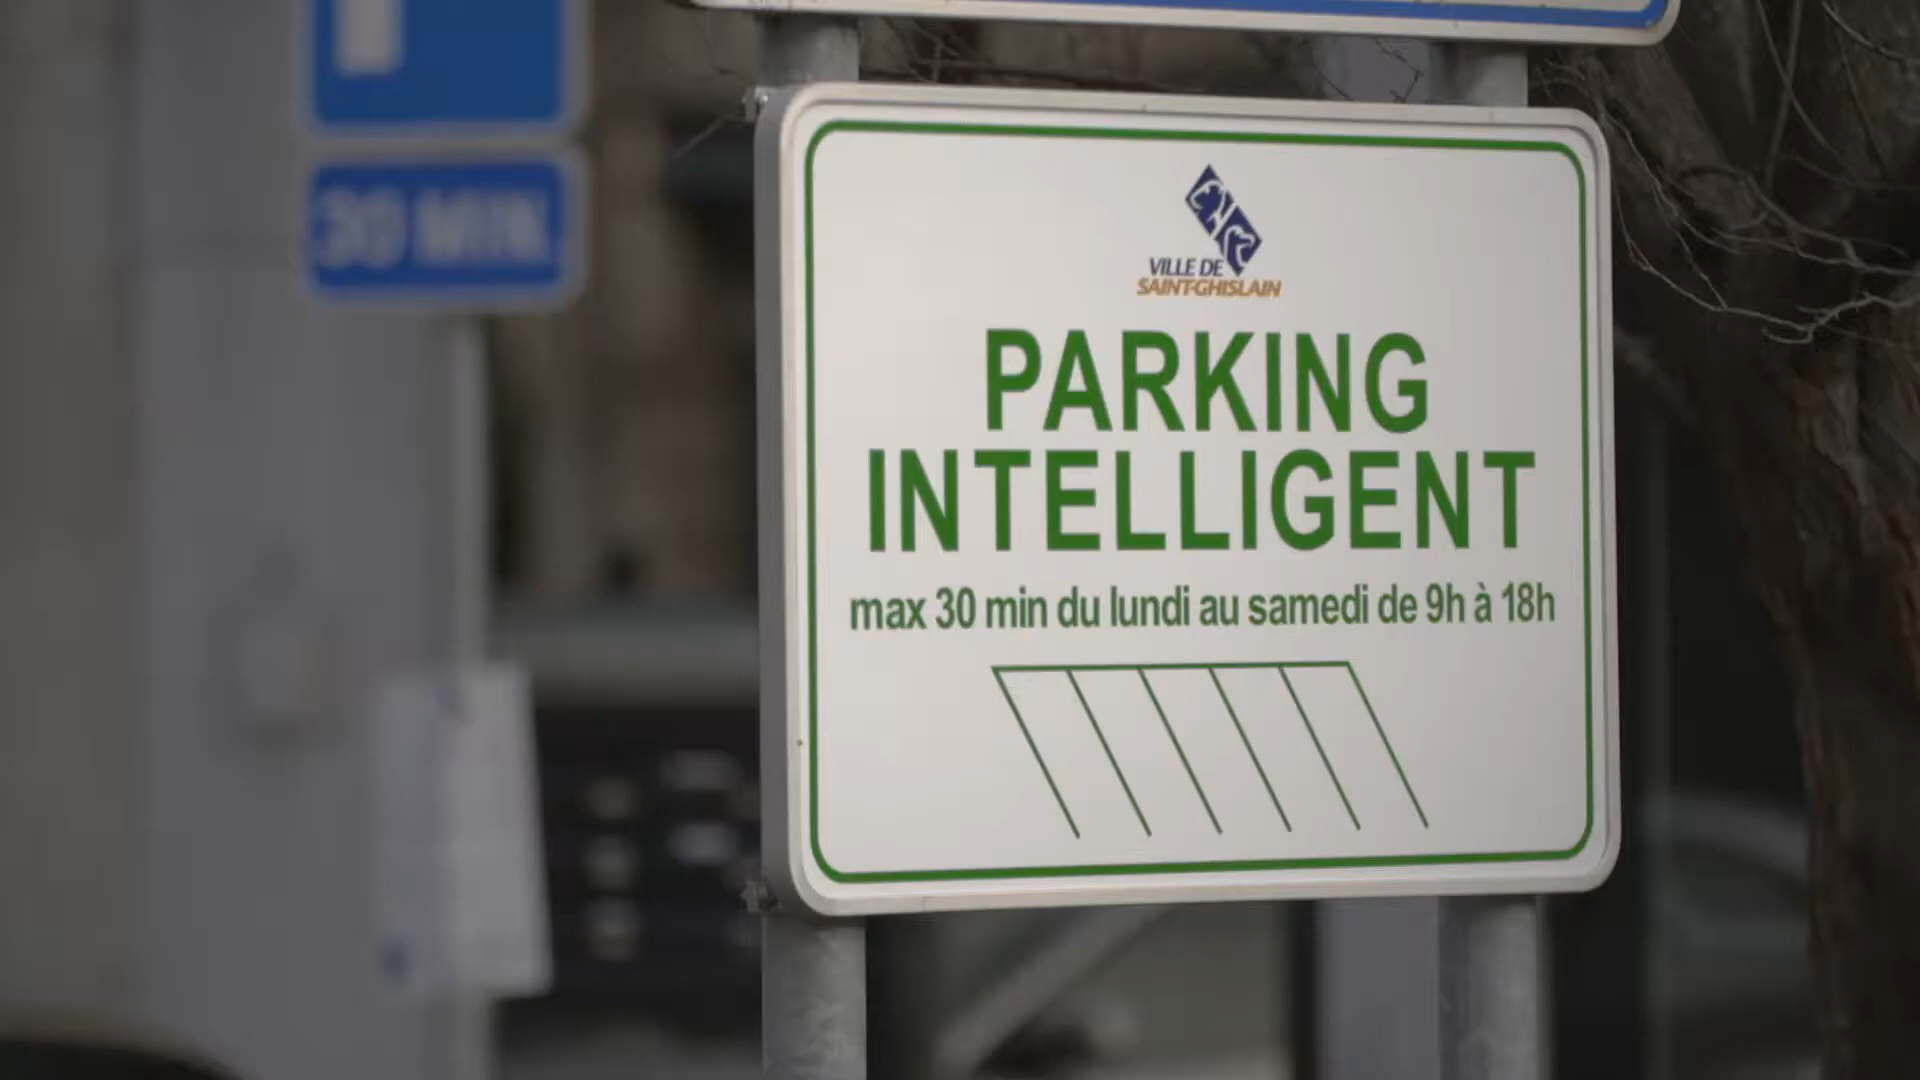 30 MIN
VILLE DE
SAINT-GHISLAIN
PARKING
INTELLIGENT
max 30 min du lundi au samedi de 9h à 18h